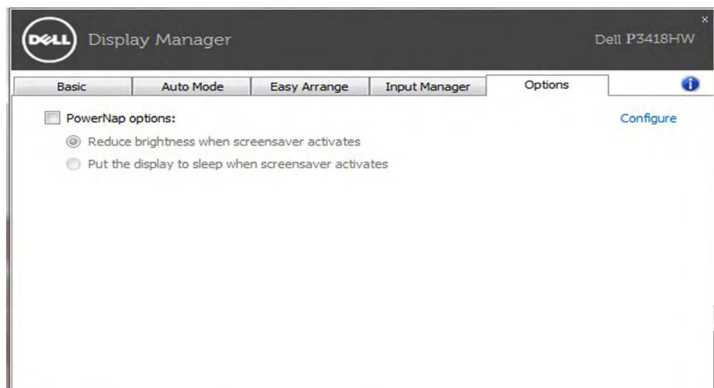 DELL Display Manager Dell P3418HW ×
Basic Auto Mode Easy Arrange Input Manager Options i
PowerNap options: Configure
Reduce brightness when screensaver activates
Put the display to sleep when screensaver activates